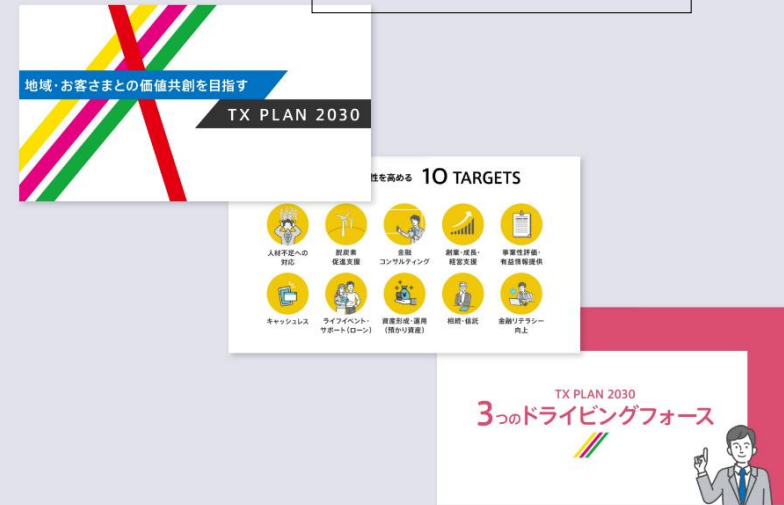 地域・お客さまとの価値共創を目指す
TX PLAN 2030
性を高める 10 TARGETS
人材不足への
対応
脱炭素
促進支援
金融
コンサルティング
創業・成長・
経営支援
事業性評価・
有益情報提供
キャッシュレス
ライフイベント・
サポート(ローン)
資産形成・運用
(預かり資産)
相続・信託
金融リテラシー
向上
TX PLAN 2030
3つのドライビングフォース